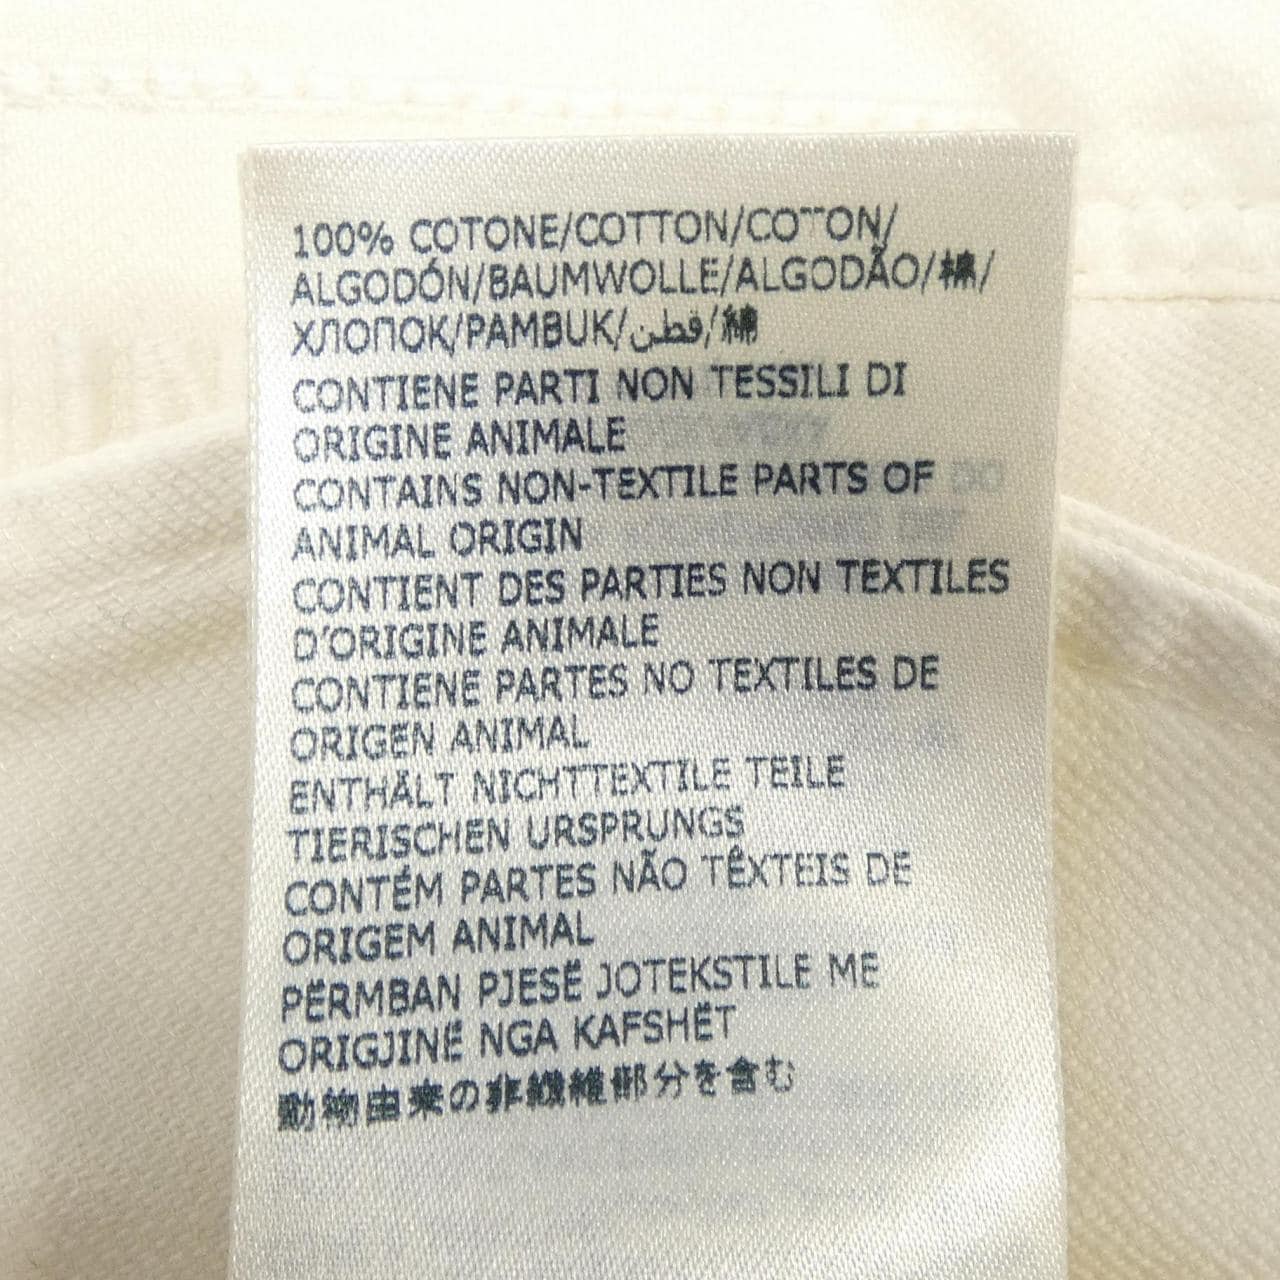 100% COTONE/COTTON/COTON/
ALGODÓN/BAUMWOLLE/ALGODÃO/棉/
ХЛОПОК/PAMBUK/قطن/綿
CONTIENE PARTI NON TESSILI DI
ORIGINE ANIMALE
CONTAINS NON-TEXTILE PARTS OF
ANIMAL ORIGIN
CONTIENT DES PARTIES NON TEXTILES
D'ORIGINE ANIMALE
CONTIENE PARTES NO TEXTILES DE
ORIGEN ANIMAL
ENTHÄLT NICHTTEXTILE TEILE
TIERISCHEN URSPRUNGS
CONTÉM PARTES NÃO TÊXTEIS DE
ORIGEM ANIMAL
PËRMBAN PJESË JOTEKSTILE ME
ORIGJINË NGA KAFSHËT
動物由来の非繊維部分を含む